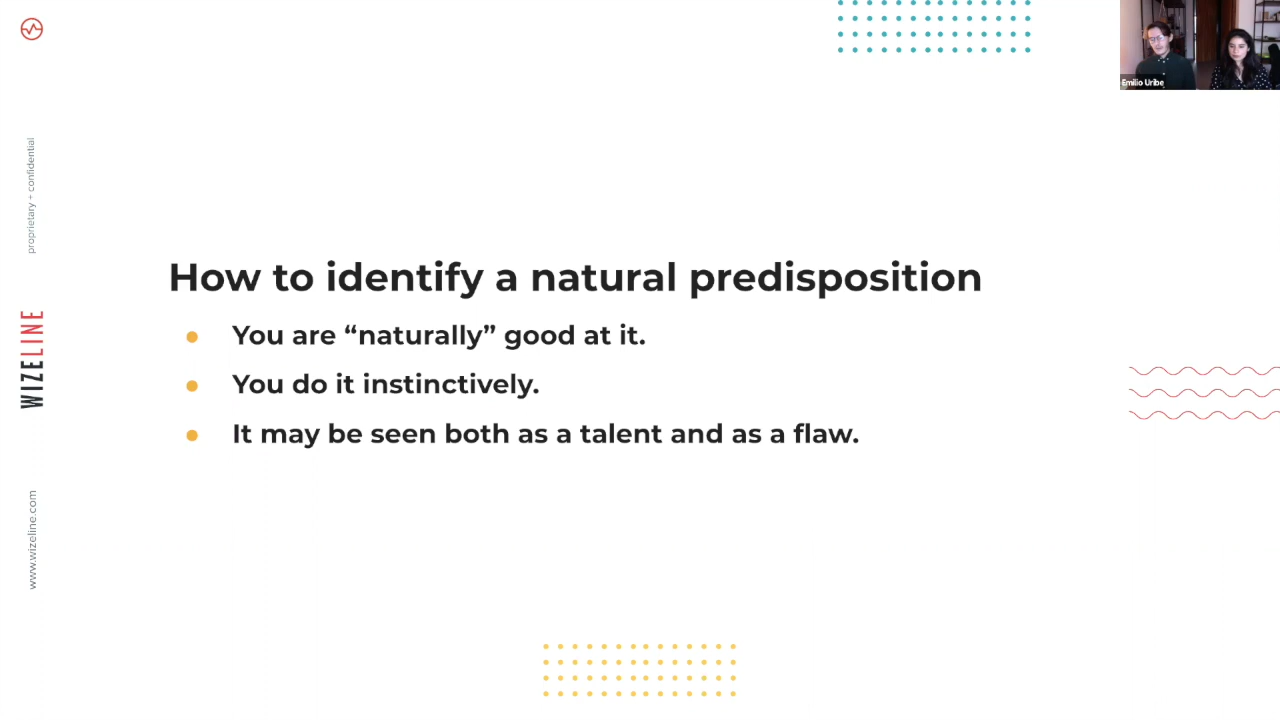 Emilio Uribe
proprietary + confidential
WIZELINE
www.wizeline.com
How to identify a natural predisposition
You are “naturally” good at it.
You do it instinctively.
It may be seen both as a talent and as a flaw.